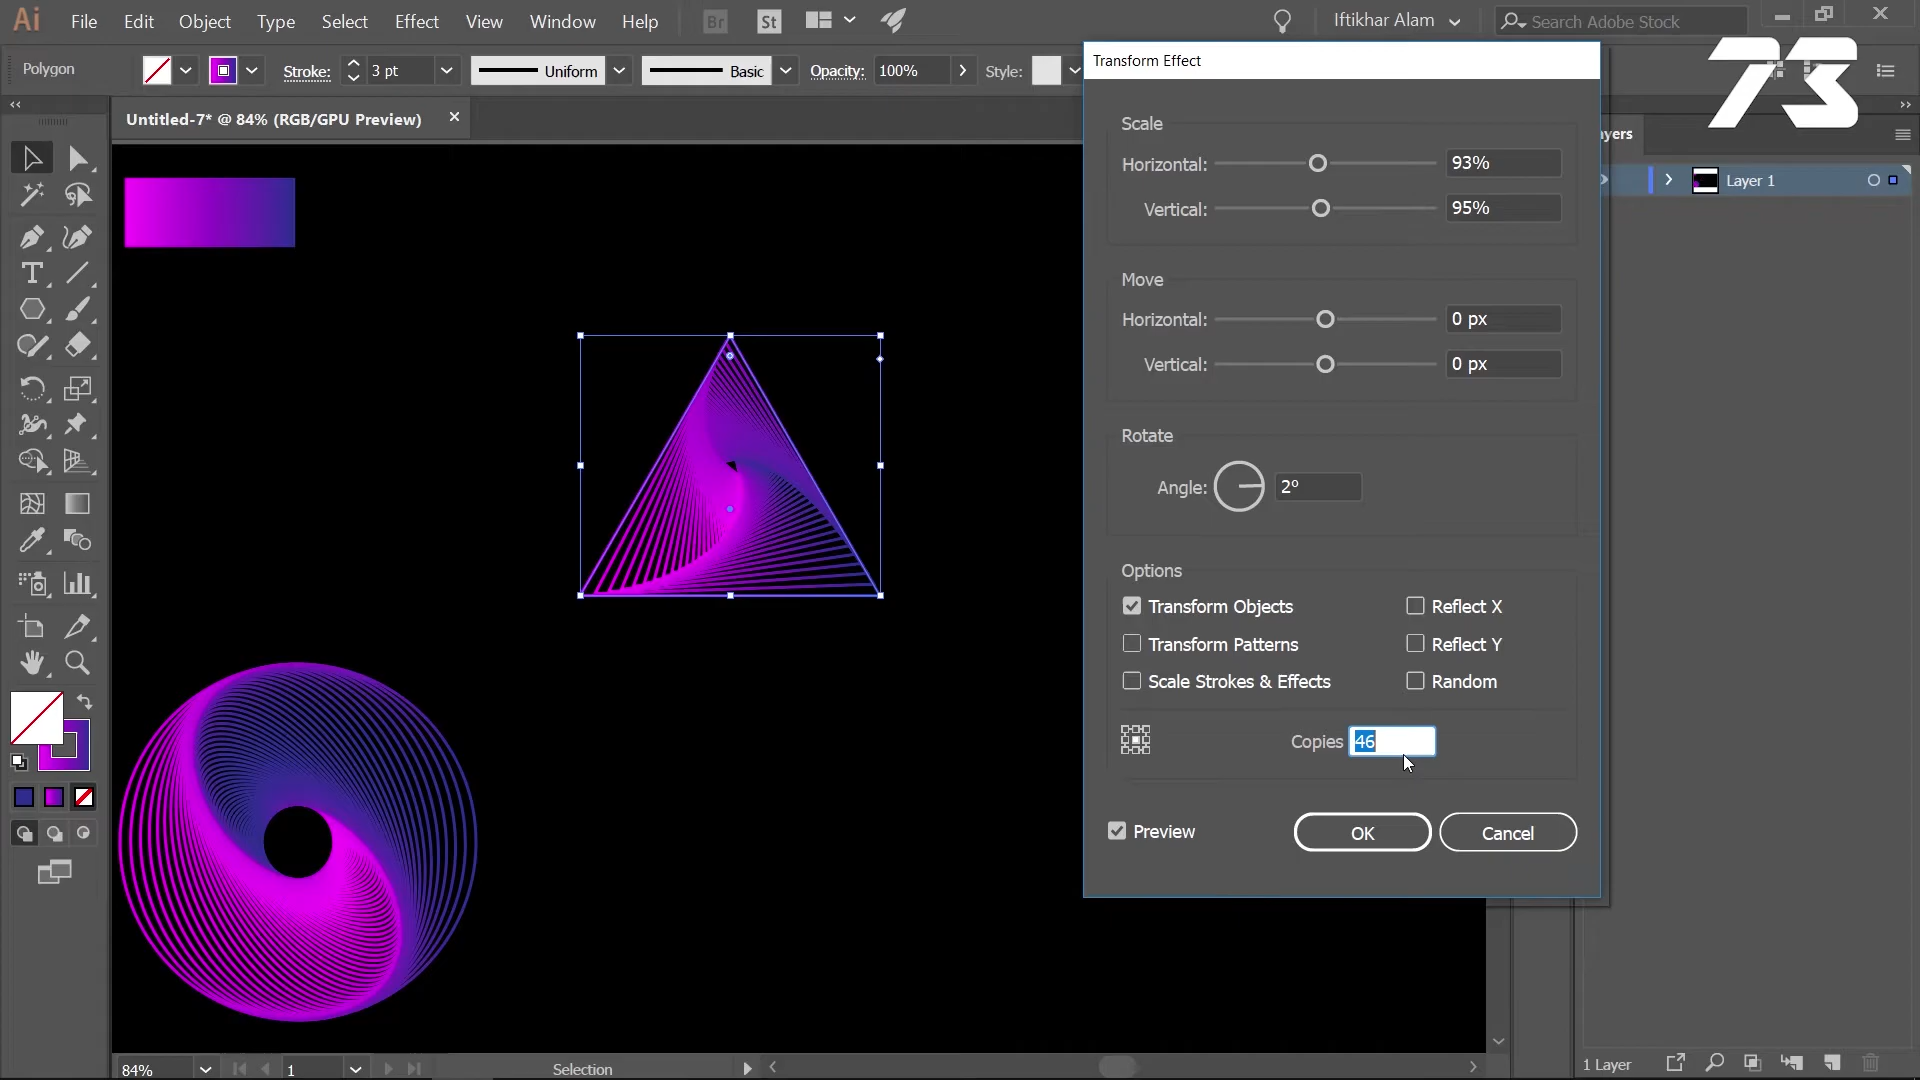 Ai File Edit Object Type Select Effect View Window Help Br St Iftikhar Alam Search Adobe Stock
Polygon Stroke: 3 pt Uniform Basic Opacity: 100% Style:
73
Untitled-7* @ 84% (RGB/GPU Preview)
Transform Effect
Scale
Horizontal: 93%
Vertical: 95%
Move
Horizontal: 0 px
Vertical: 0 px
Rotate
Angle: 2°
Options
Transform Objects Reflect X
Transform Patterns Reflect Y
Scale Strokes & Effects Random
Copies 46
Preview OK Cancel
ayers
Layer 1
84% 1 Selection
1 Layer